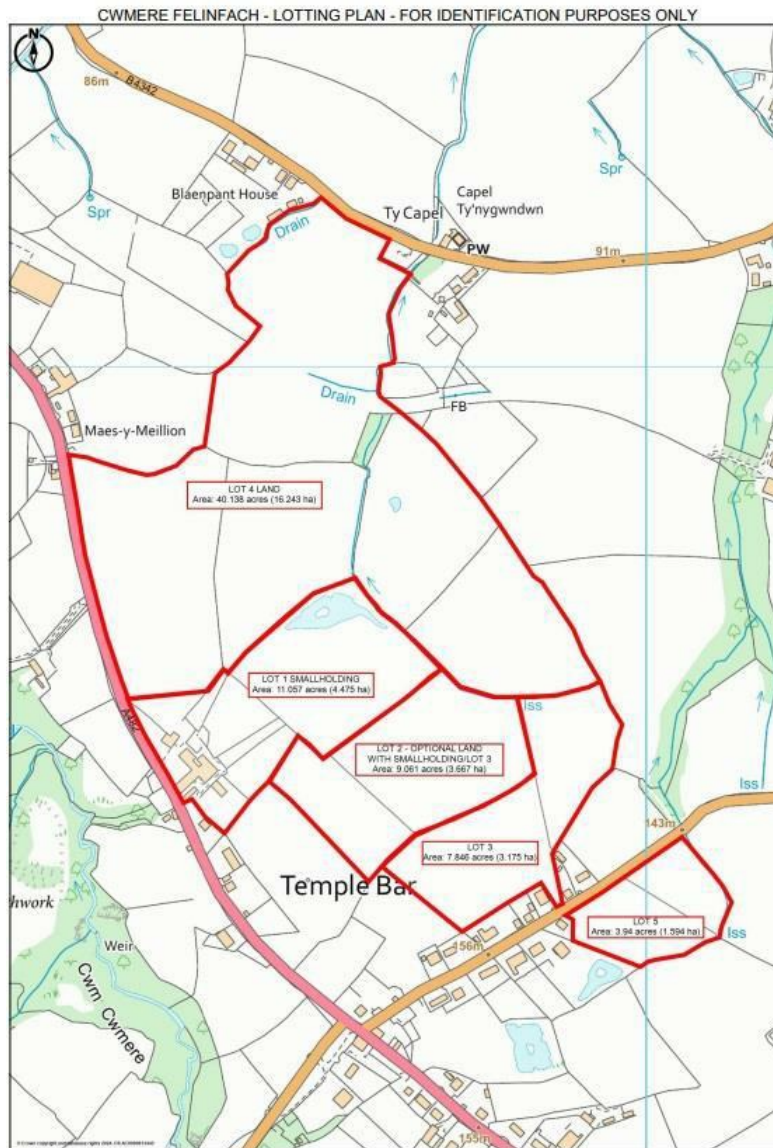 CWMERE FELINFACH - LOTTING PLAN - FOR IDENTIFICATION PURPOSES ONLY
N
86m
B4342
Blaenpant House
Spr
Drain
Ty Capel
Capel
Ty'nygwndwn
PW
91m
Spr
Drain
FB
Maes-y-Meillion
LOT 4 LAND
Area: 40.138 acres (16.243 ha)
LOT 1 SMALLHOLDING
Area: 11.057 acres (4.475 ha)
A482
Iss
LOT 2 - OPTIONAL LAND
WITH SMALLHOLDING/LOT 3
Area: 9.061 acres (3.667 ha)
Iss
143m
LOT 3
Area: 7.846 acres (3.175 ha)
Temple Bar
LOT 5
Area: 3.94 acres (1.594 ha)
Iss
156m
Weir
Cwm Cwmere
155m